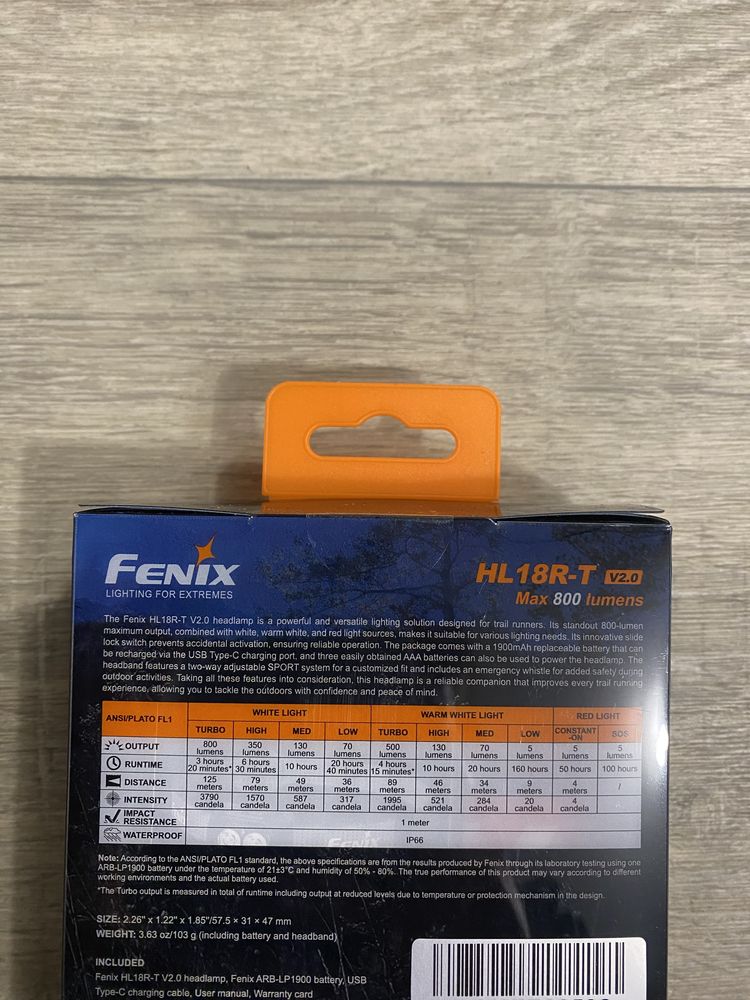 FENIX
LIGHTING FOR EXTREMES
HL18R-T V2.0
Max 800 lumens
The Fenix HL18R-T V2.0 headlamp is a powerful and versatile lighting solution designed for trail runners. Its standout 800-lumen
maximum output, combined with white, warm white, and red light sources, makes it suitable for various lighting needs. Its innovative slide
lock switch prevents accidental activation, ensuring reliable operation. The package comes with a 1900mAh replaceable battery that can
be recharged via the USB Type-C charging port, and three easily obtained AAA batteries can also be used to power the headlamp. The
headband features a two-way adjustable SPORT system for a customized fit and includes an emergency whistle for added safety during
outdoor activities. Taking all these features into consideration, this headlamp is a reliable companion that improves every trail running
experience, allowing you to tackle the outdoors with confidence and peace of mind.
ANSI/PLATO FL1 WHITE LIGHT WARM WHITE LIGHT RED LIGHT
TURBO HIGH MED LOW TURBO HIGH MED LOW CONSTANT-ON SOS
OUTPUT 800 lumens 350 lumens 130 lumens 70 lumens 500 lumens 130 lumens 70 lumens 5 lumens 5 lumens 5 lumens
RUNTIME 3 hours 20 minutes* 6 hours 30 minutes 10 hours 20 hours 40 minutes 4 hours 15 minutes* 10 hours 20 hours 160 hours 50 hours 100 hours
DISTANCE 125 meters 79 meters 49 meters 36 meters 89 meters 46 meters 34 meters 9 meters 4 meters /
INTENSITY 3790 candela 1570 candela 587 candela 317 candela 1995 candela 521 candela 284 candela 20 candela 4 candela
IMPACT RESISTANCE 1 meter
WATERPROOF IP66
Note: According to the ANSI/PLATO FL1 standard, the above specifications are from the results produced by Fenix through its laboratory testing using one
ARB-LP1900 battery under the temperature of 21±3°C and humidity of 50% - 80%. The true performance of this product may vary according to different
working environments and the actual battery used.
*The Turbo output is measured in total of runtime including output at reduced levels due to temperature or protection mechanism in the design.
SIZE: 2.26" x 1.22" x 1.85"/57.5 × 31 × 47 mm
WEIGHT: 3.63 oz/103 g (including battery and headband)
INCLUDED
Fenix HL18R-T V2.0 headlamp, Fenix ARB-LP1900 battery, USB
Type-C charging cable, User manual, Warranty card